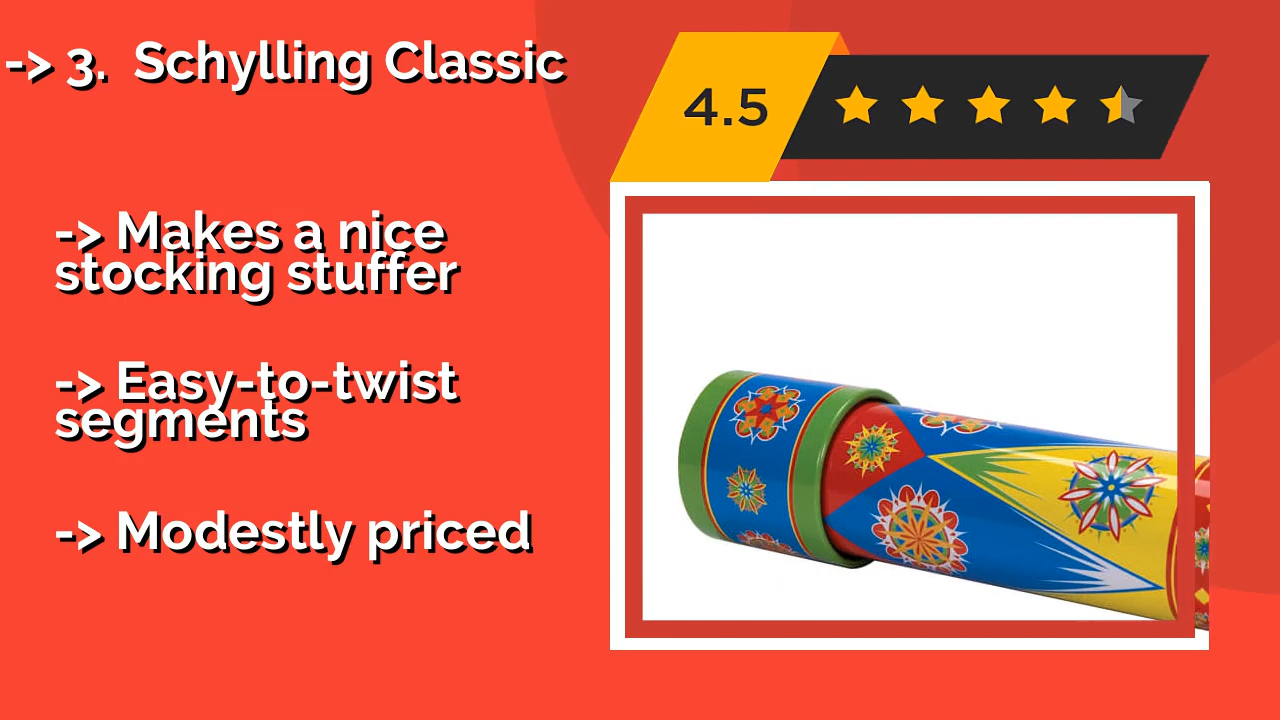 -> 3.  Schylling Classic
4.5
-> Makes a nice
stocking stuffer
-> Easy-to-twist
segments
-> Modestly priced